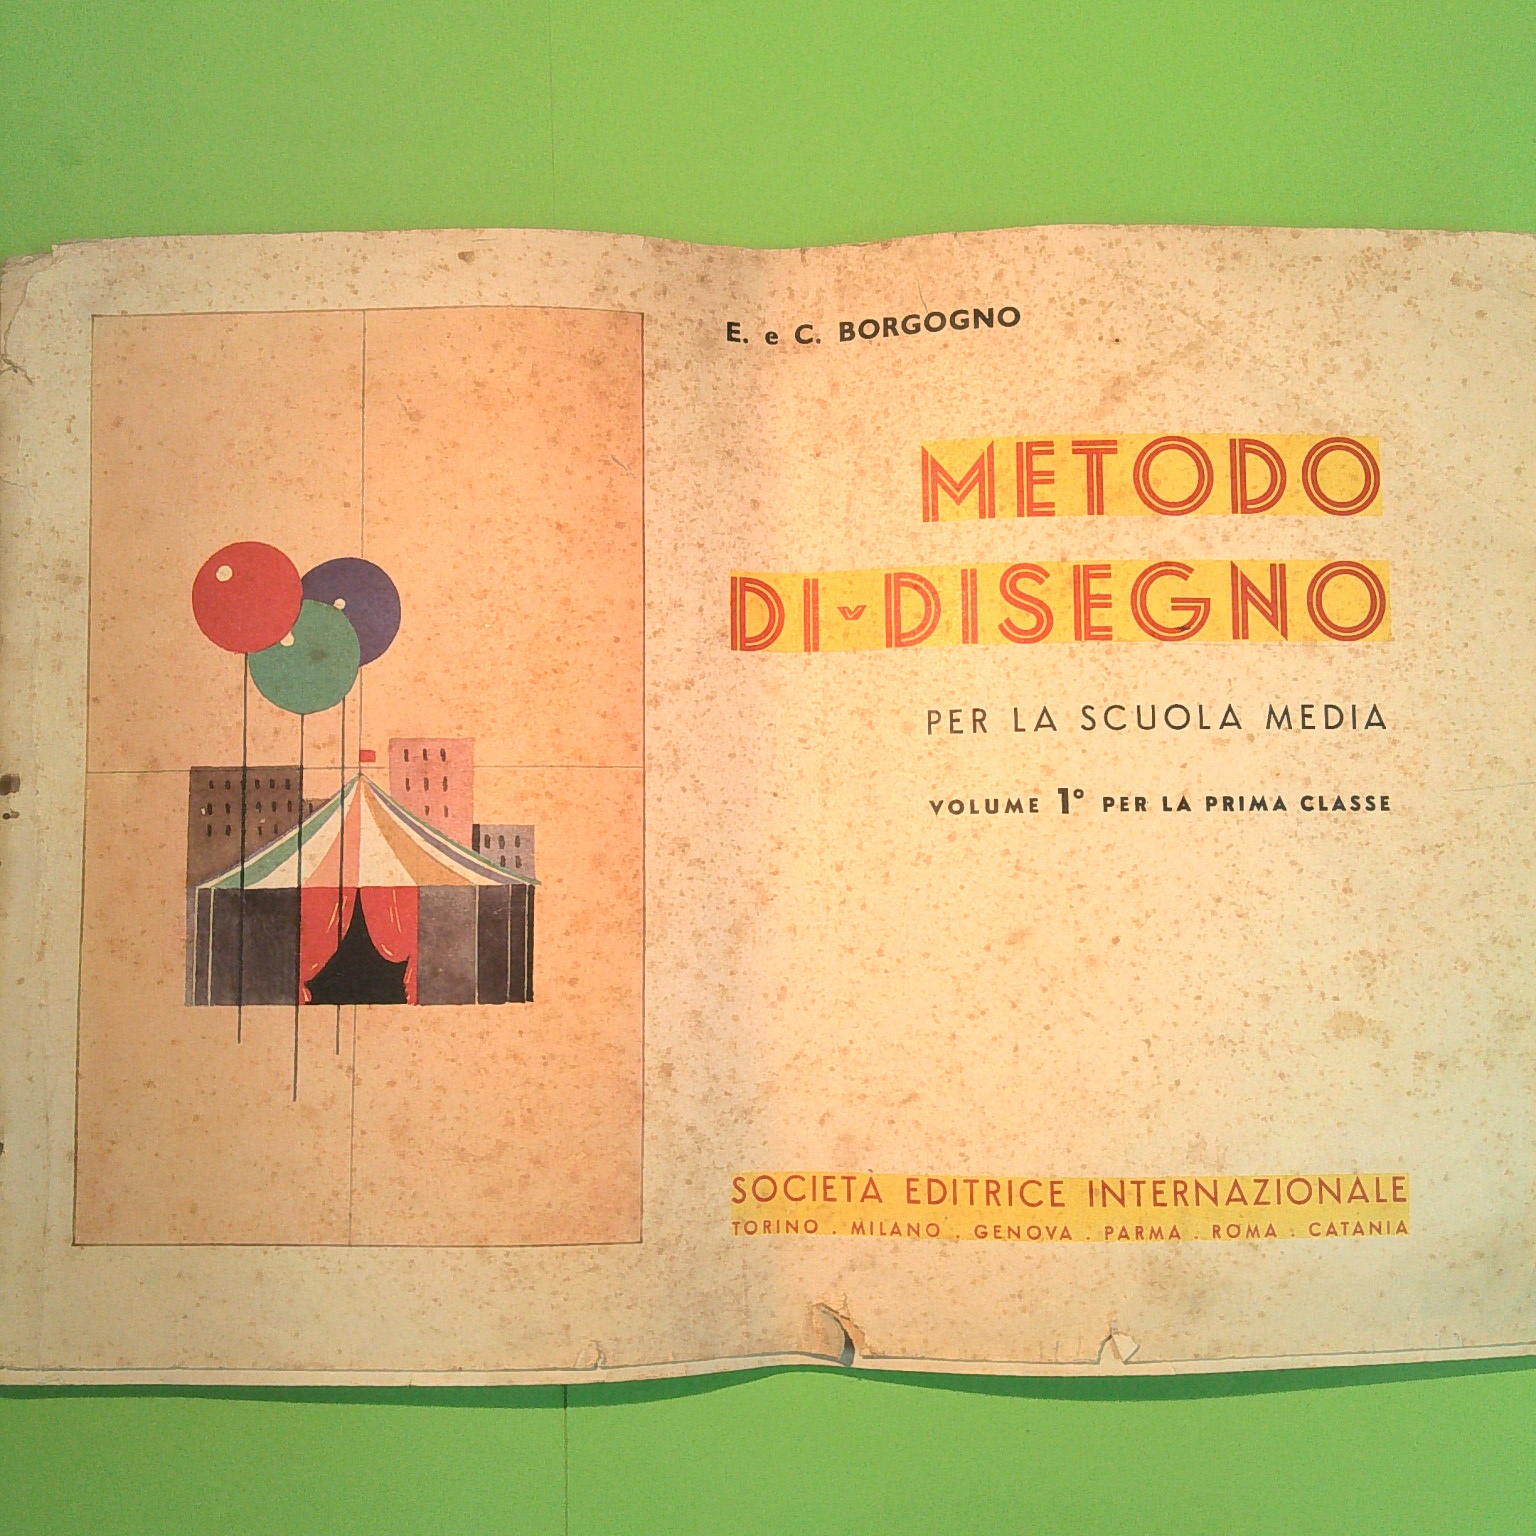 E. e C. BORGOGNO
METODO
DI-DISEGNO
PER LA SCUOLA MEDIA
VOLUME 1° PER LA PRIMA CLASSE
SOCIETÀ EDITRICE INTERNAZIONALE
TORINO . MILANO . GENOVA . PARMA . ROMA . CATANIA